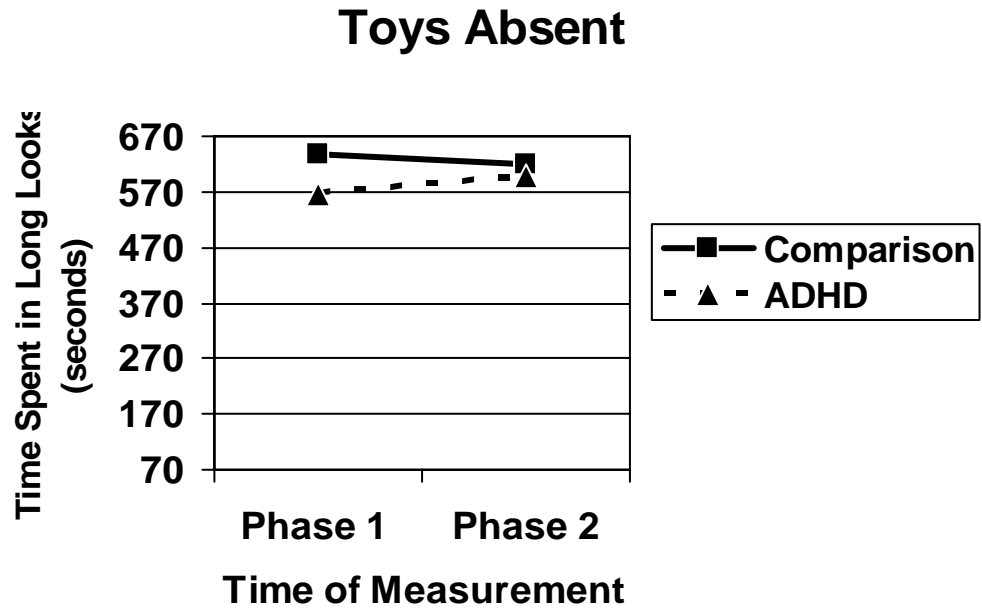 Toys Absent
Time Spent in Long Looks
(seconds)
670
570
470
370
270
170
70
Phase 1 Phase 2
Time of Measurement
Comparison
ADHD